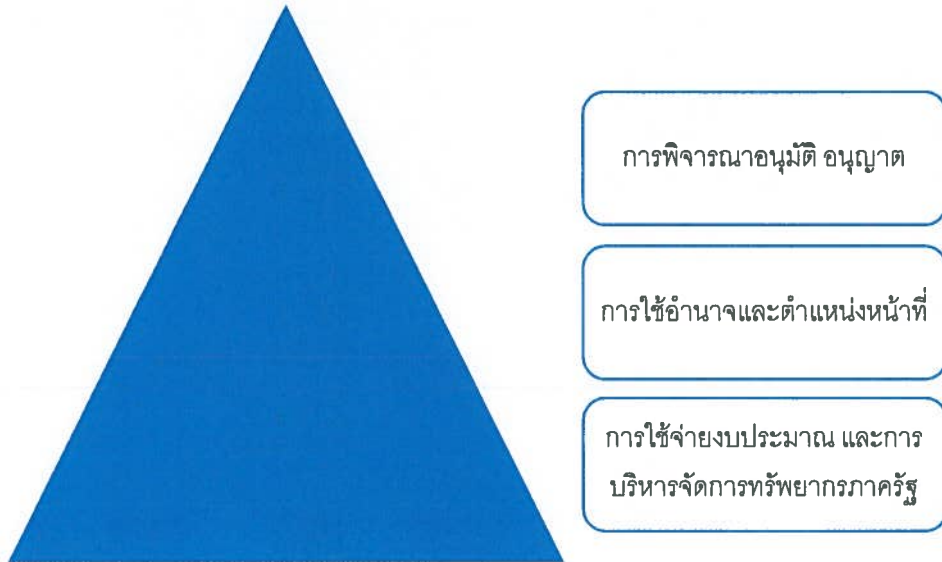 การพิจารณาอนุมัติ อนุญาต
การใช้อำนาจและตำแหน่งหน้าที่
การใช้จ่ายงบประมาณ และการ
บริหารจัดการทรัพยากรภาครัฐ